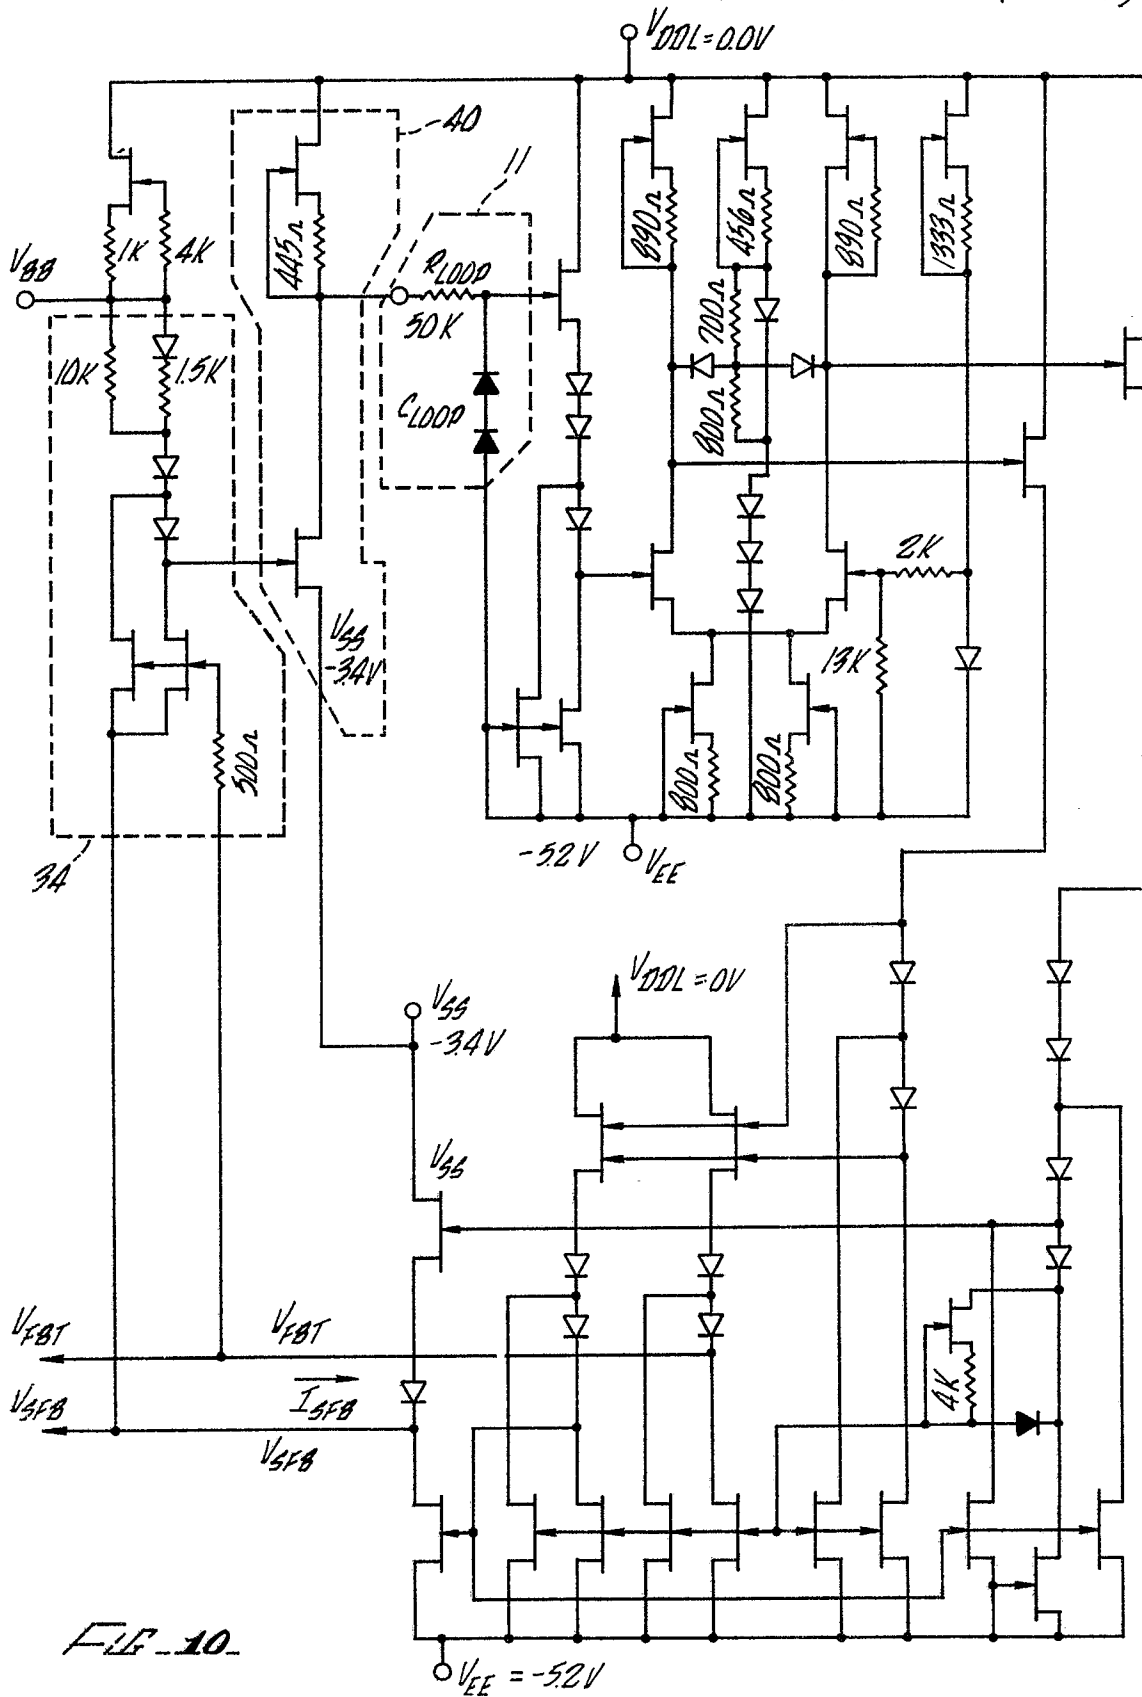 V_DDL = 0.0V
40
11
1K
4K
V_BB
445Ω
R_LOOP
50K
890Ω
456Ω
890Ω
1333Ω
700Ω
10K
1.5K
C_LOOP
800Ω
2K
V_SS
-3.4V
13K
500Ω
800Ω
800Ω
34
-5.2V
V_EE
V_DDL = 0V
V_SS
-3.4V
V_SS
V_FBT
V_FBT
I_SFB
4K
V_SFB
V_SFB
FIG_10_
V_EE = -5.2V